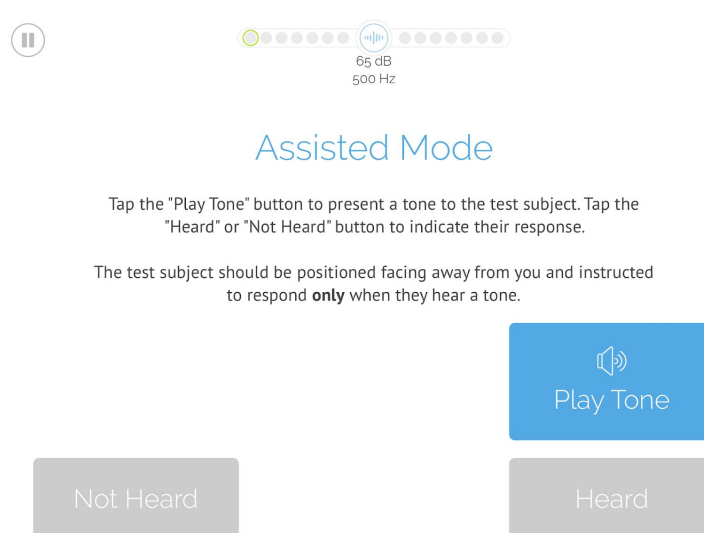 65 dB
500 Hz
Assisted Mode
Tap the "Play Tone" button to present a tone to the test subject. Tap the
"Heard" or "Not Heard" button to indicate their response.
The test subject should be positioned facing away from you and instructed
to respond only when they hear a tone.
Play Tone
Not Heard
Heard